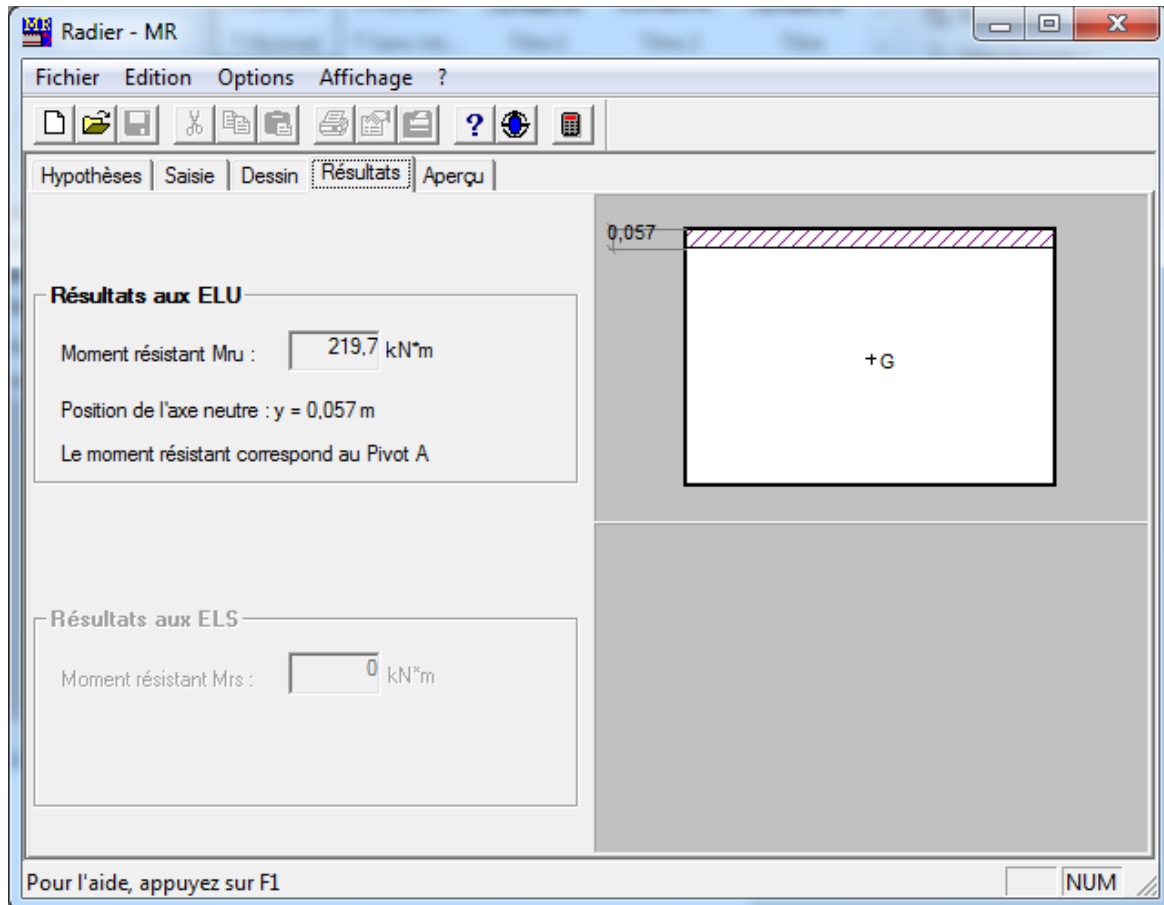 Radier - MR
Fichier Edition Options Affichage ?
Hypothèses Saisie Dessin Résultats Aperçu
0,057
Résultats aux ELU
Moment résistant Mru : 219,7 kN*m
+G
Position de l'axe neutre : y = 0,057 m
Le moment résistant correspond au Pivot A
Résultats aux ELS
Moment résistant Mrs : 0 kN*m
Pour l'aide, appuyez sur F1 NUM